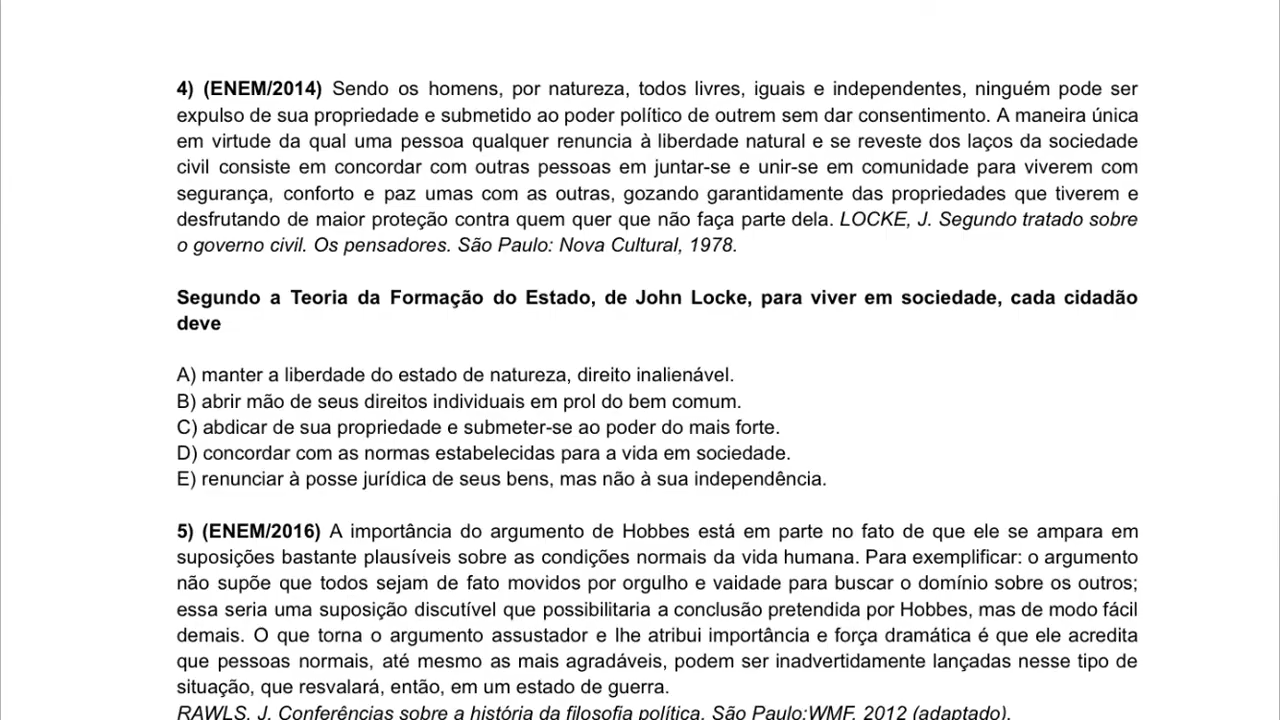 4) (ENEM/2014) Sendo os homens, por natureza, todos livres, iguais e independentes, ninguém pode ser
expulso de sua propriedade e submetido ao poder político de outrem sem dar consentimento. A maneira única
em virtude da qual uma pessoa qualquer renuncia à liberdade natural e se reveste dos laços da sociedade
civil consiste em concordar com outras pessoas em juntar-se e unir-se em comunidade para viverem com
segurança, conforto e paz umas com as outras, gozando garantidamente das propriedades que tiverem e
desfrutando de maior proteção contra quem quer que não faça parte dela. LOCKE, J. Segundo tratado sobre
o governo civil. Os pensadores. São Paulo: Nova Cultural, 1978.
Segundo a Teoria da Formação do Estado, de John Locke, para viver em sociedade, cada cidadão
deve
A) manter a liberdade do estado de natureza, direito inalienável.
B) abrir mão de seus direitos individuais em prol do bem comum.
C) abdicar de sua propriedade e submeter-se ao poder do mais forte.
D) concordar com as normas estabelecidas para a vida em sociedade.
E) renunciar à posse jurídica de seus bens, mas não à sua independência.
5) (ENEM/2016) A importância do argumento de Hobbes está em parte no fato de que ele se ampara em
suposições bastante plausíveis sobre as condições normais da vida humana. Para exemplificar: o argumento
não supõe que todos sejam de fato movidos por orgulho e vaidade para buscar o domínio sobre os outros;
essa seria uma suposição discutível que possibilitaria a conclusão pretendida por Hobbes, mas de modo fácil
demais. O que torna o argumento assustador e lhe atribui importância e força dramática é que ele acredita
que pessoas normais, até mesmo as mais agradáveis, podem ser inadvertidamente lançadas nesse tipo de
situação, que resvalará, então, em um estado de guerra.
RAWLS, J. Conferências sobre a história da filosofia política. São Paulo:WMF, 2012 (adaptado).